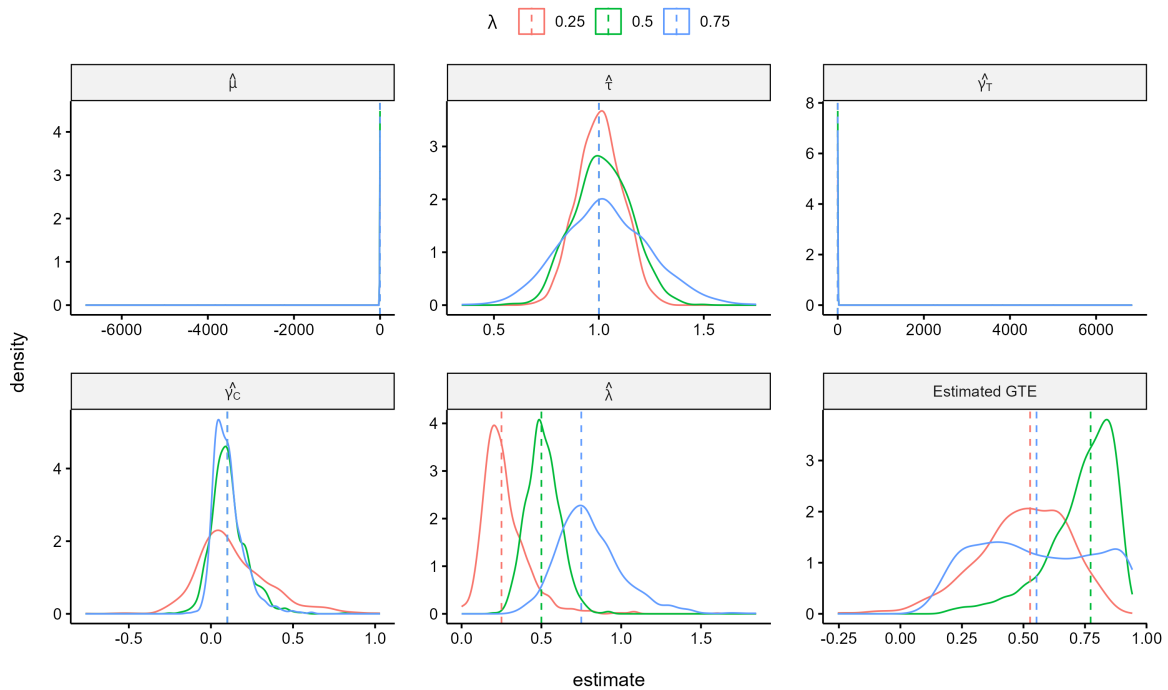 λ 0.25 0.5 0.75
μ̂ τ̂ γ̂T
4 3 2 1 0
-6000 -4000 -2000 0
3 2 1 0
0.5 1.0 1.5
8 6 4 2 0
0 2000 4000 6000
density
γ̂C λ̂ Estimated GTE
4 2 0
-0.5 0.0 0.5 1.0
4 3 2 1 0
0.0 0.5 1.0 1.5
3 2 1 0
-0.25 0.00 0.25 0.50 0.75 1.00
estimate